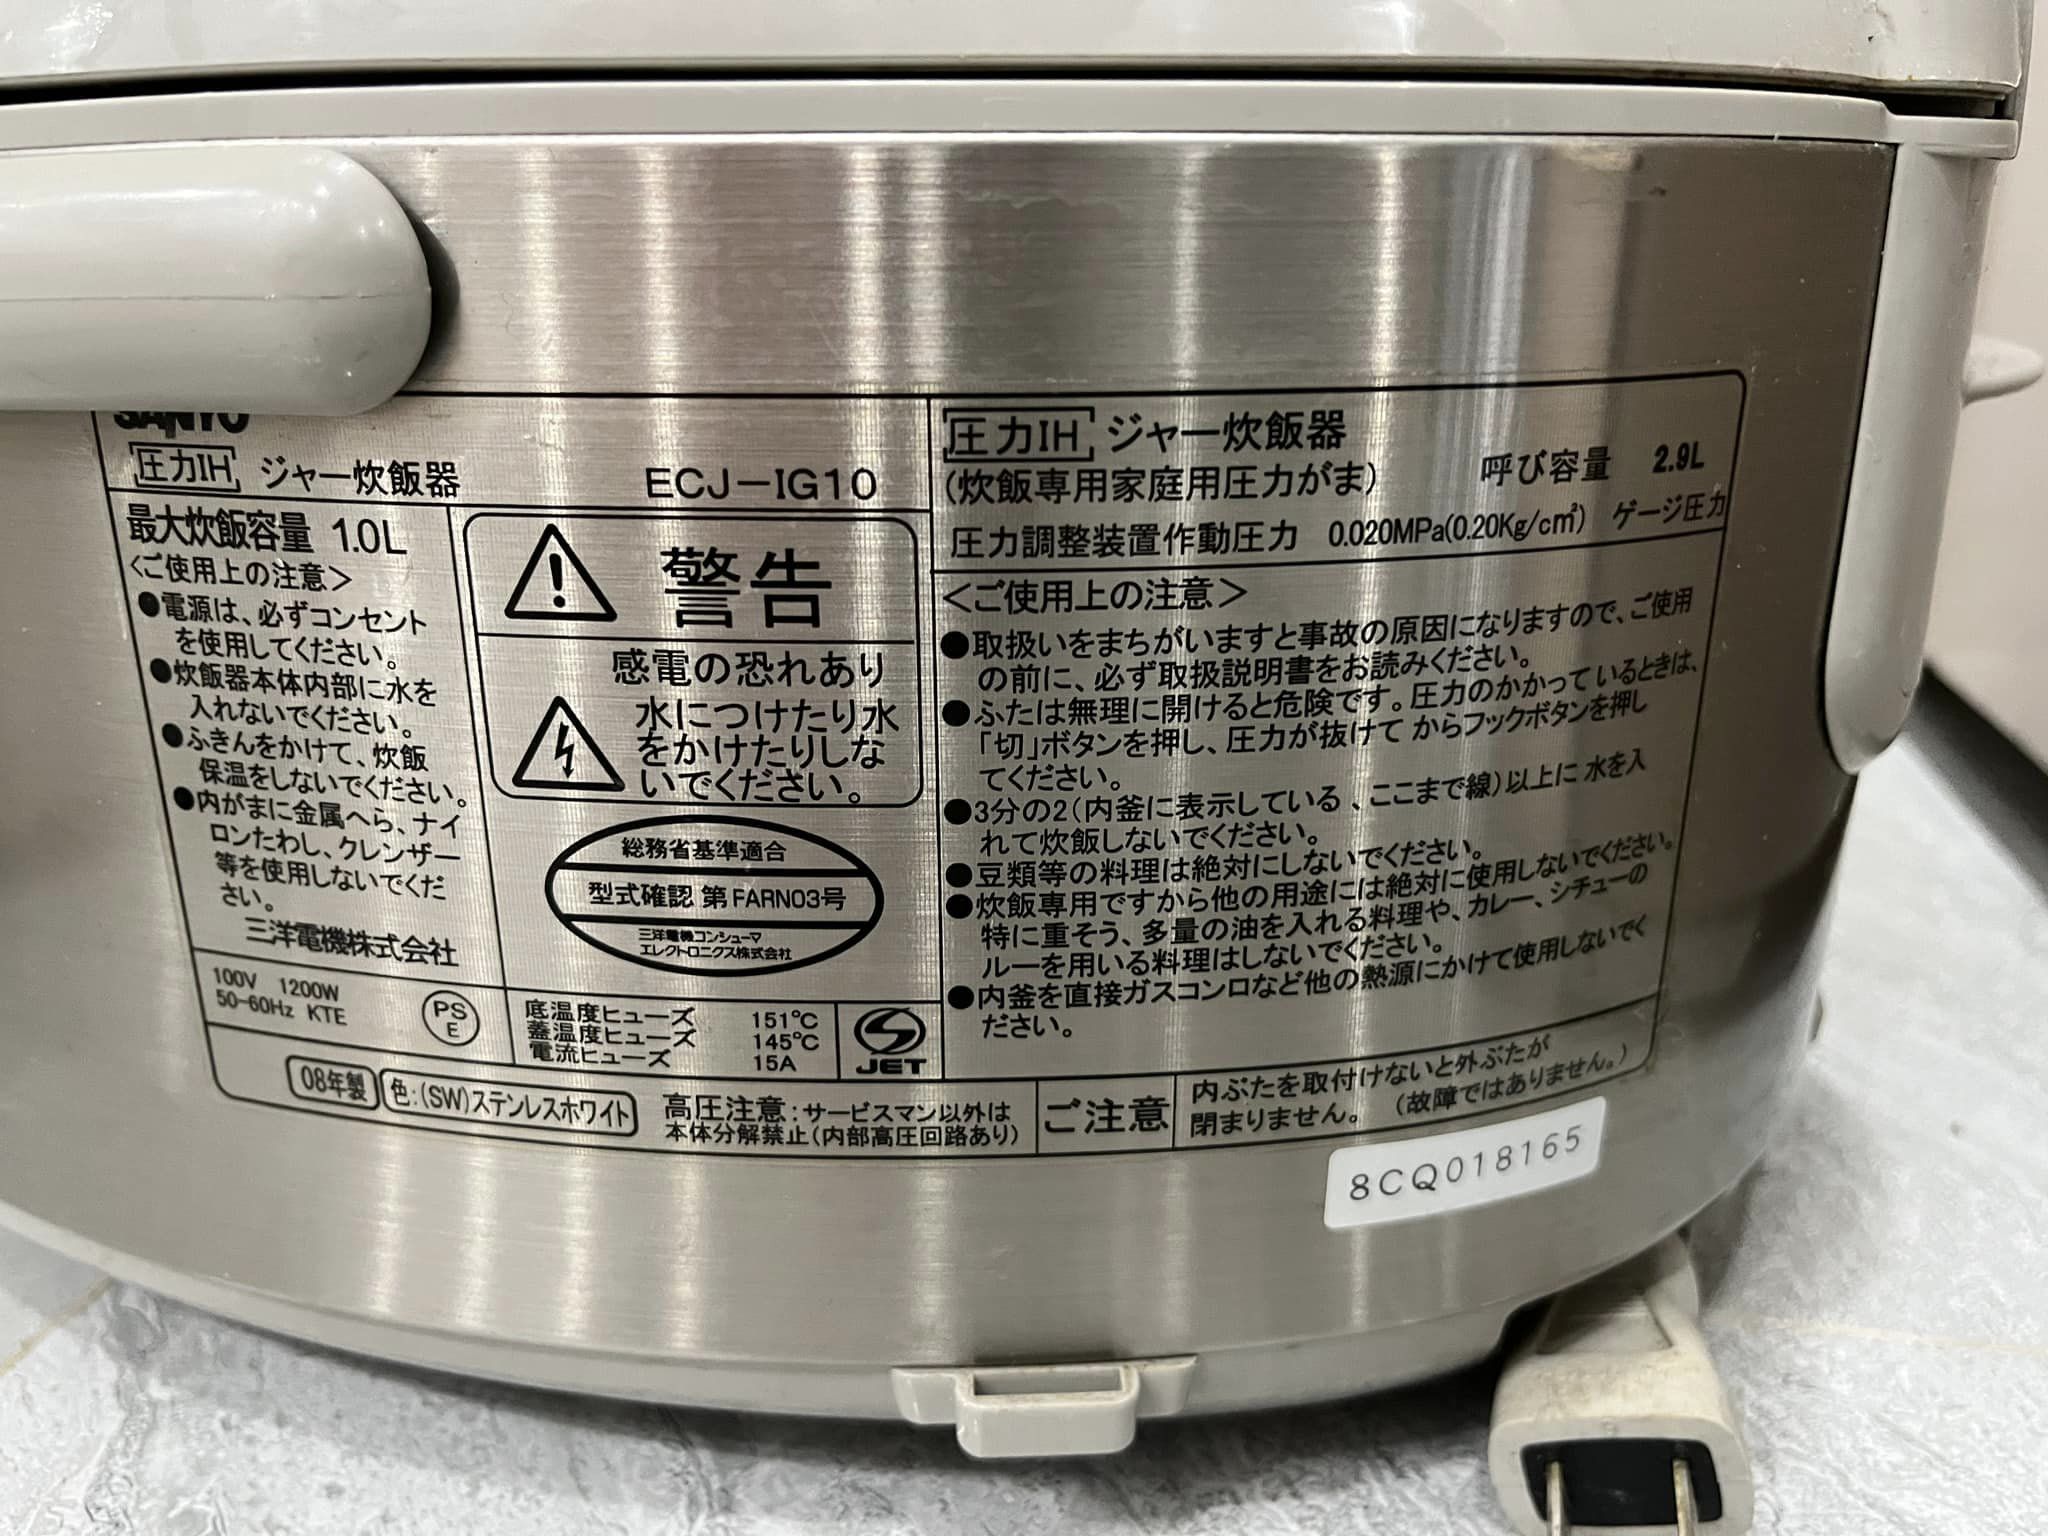 SANYO
圧力IH ジャー炊飯器 ECJ-IG10
最大炊飯容量 1.0L
<ご使用上の注意>
●電源は、必ずコンセント
を使用してください。
●炊飯器本体内部に水を
入れないでください。
●ふきんをかけて、炊飯
保温をしないでください。
●内がまに金属へら、ナイ
ロンたわし、クレンザー
等を使用しないでくだ
さい。
三洋電機株式会社
100V 1200W
50-60Hz KTE
PS
E
警告
感電の恐れあり
水につけたり水
をかけたりしな
いでください。
総務省基準適合
型式確認 第FARN03号
三洋電機コンシューマ
エレクトロニクス株式会社
底温度ヒューズ 151℃
蓋温度ヒューズ 145℃
電流ヒューズ 15A
JET
圧力IH ジャー炊飯器
(炊飯専用家庭用圧力がま) 呼び容量 2.9L
圧力調整装置作動圧力 0.020MPa(0.20Kg/c㎡) ゲージ圧力
<ご使用上の注意>
●取扱いをまちがいますと事故の原因になりますので、ご使用
の前に、必ず取扱説明書をお読みください。
●ふたは無理に開けると危険です。圧力のかかっているときは、
「切」ボタンを押し、圧力が抜けてからフックボタンを押し
てください。
●3分の2(内釜に表示している、ここまで線)以上に水を入
れて炊飯しないでください。
●豆類等の料理は絶対にしないでください。
●炊飯専用ですから他の用途には絶対に使用しないでください。
特に重そう、多量の油を入れる料理や、カレー、シチューの
ルーを用いる料理はしないでください。
●内釜を直接ガスコンロなど他の熱源にかけて使用しないでく
ださい。
08年製 色:(SW)ステンレスホワイト
高圧注意:サービスマン以外は
本体分解禁止(内部高圧回路あり)
ご注意
内ぶたを取付けないと外ぶたが
閉まりません。 (故障ではありません。)
8CQ018165